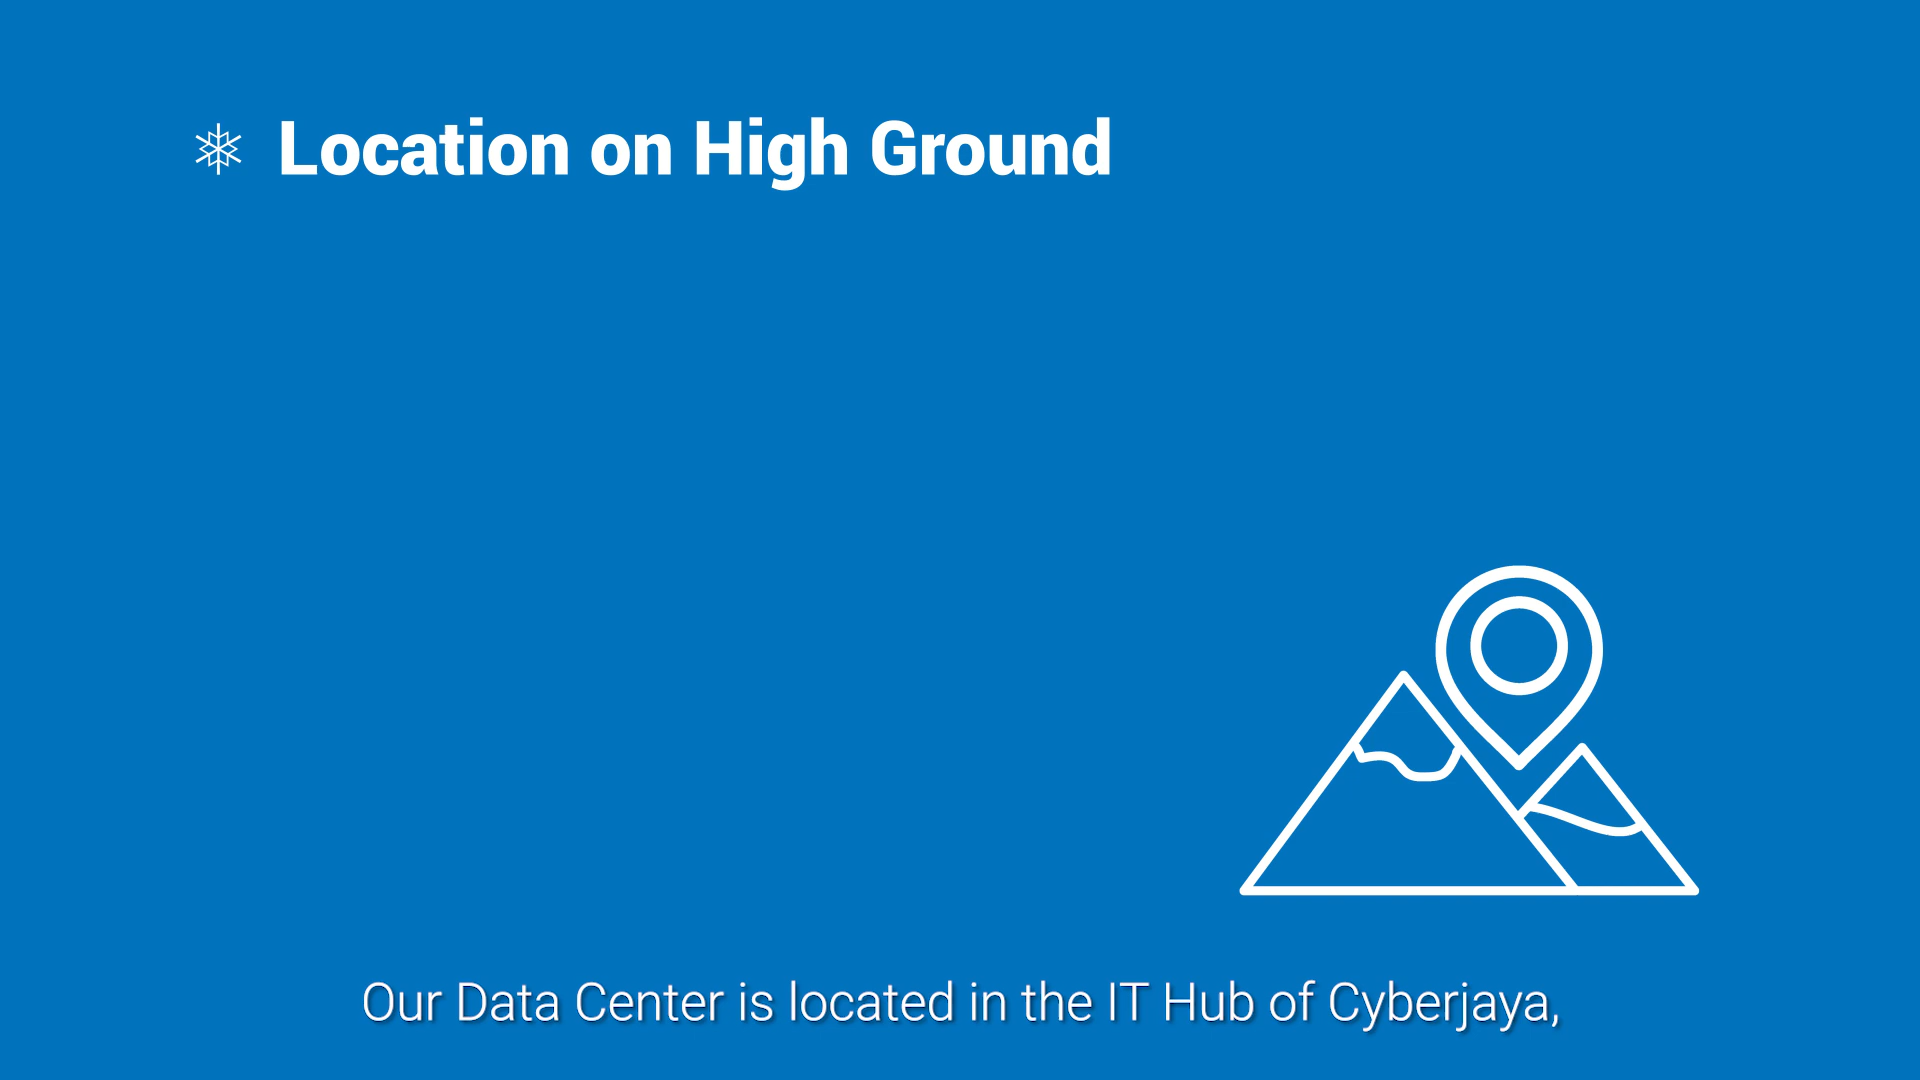 Location on High Ground
Our Data Center is located in the IT Hub of Cyberjaya,